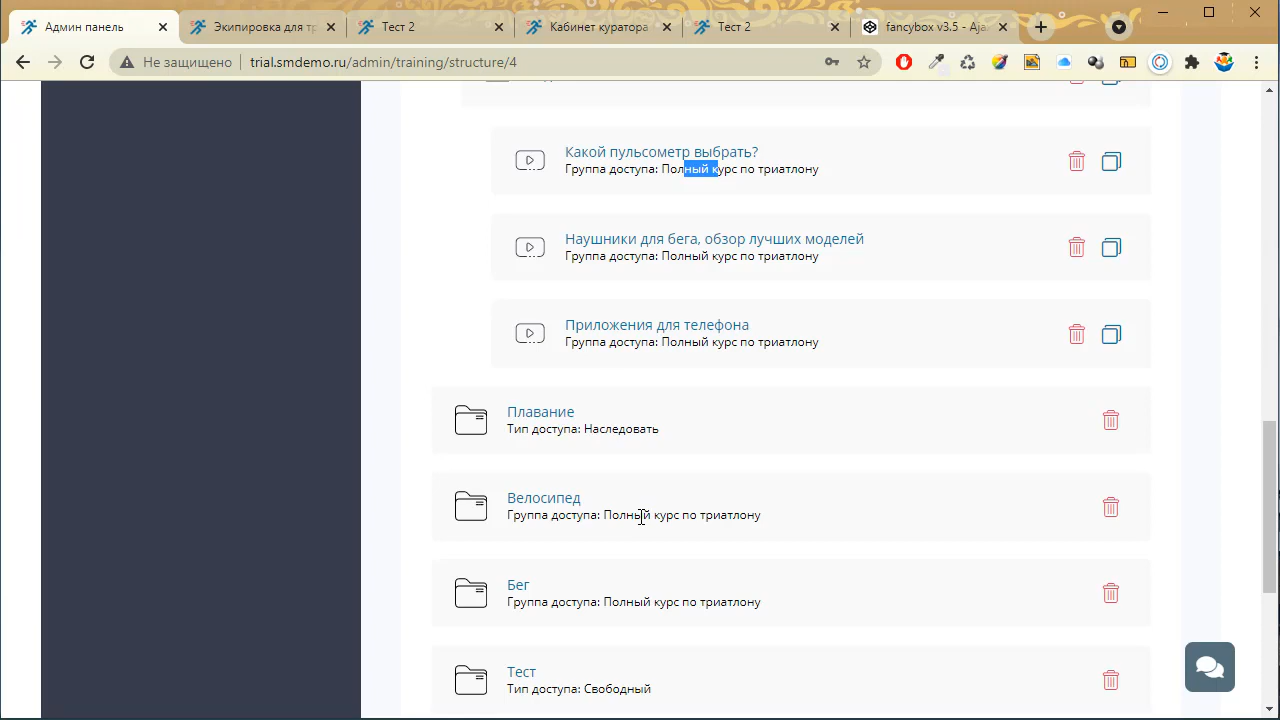 Админ панель
Экипировка для тр
Тест 2
Кабинет куратора
Тест 2
fancybox v3.5 - Aja
Не защищено
trial.smdemo.ru/admin/training/structure/4
Какой пульсометр выбрать?
Группа доступа: Полный курс по триатлону
Наушники для бега, обзор лучших моделей
Группа доступа: Полный курс по триатлону
Приложения для телефона
Группа доступа: Полный курс по триатлону
Плавание
Тип доступа: Наследовать
Велосипед
Группа доступа: Полный курс по триатлону
Бег
Группа доступа: Полный курс по триатлону
Тест
Тип доступа: Свободный